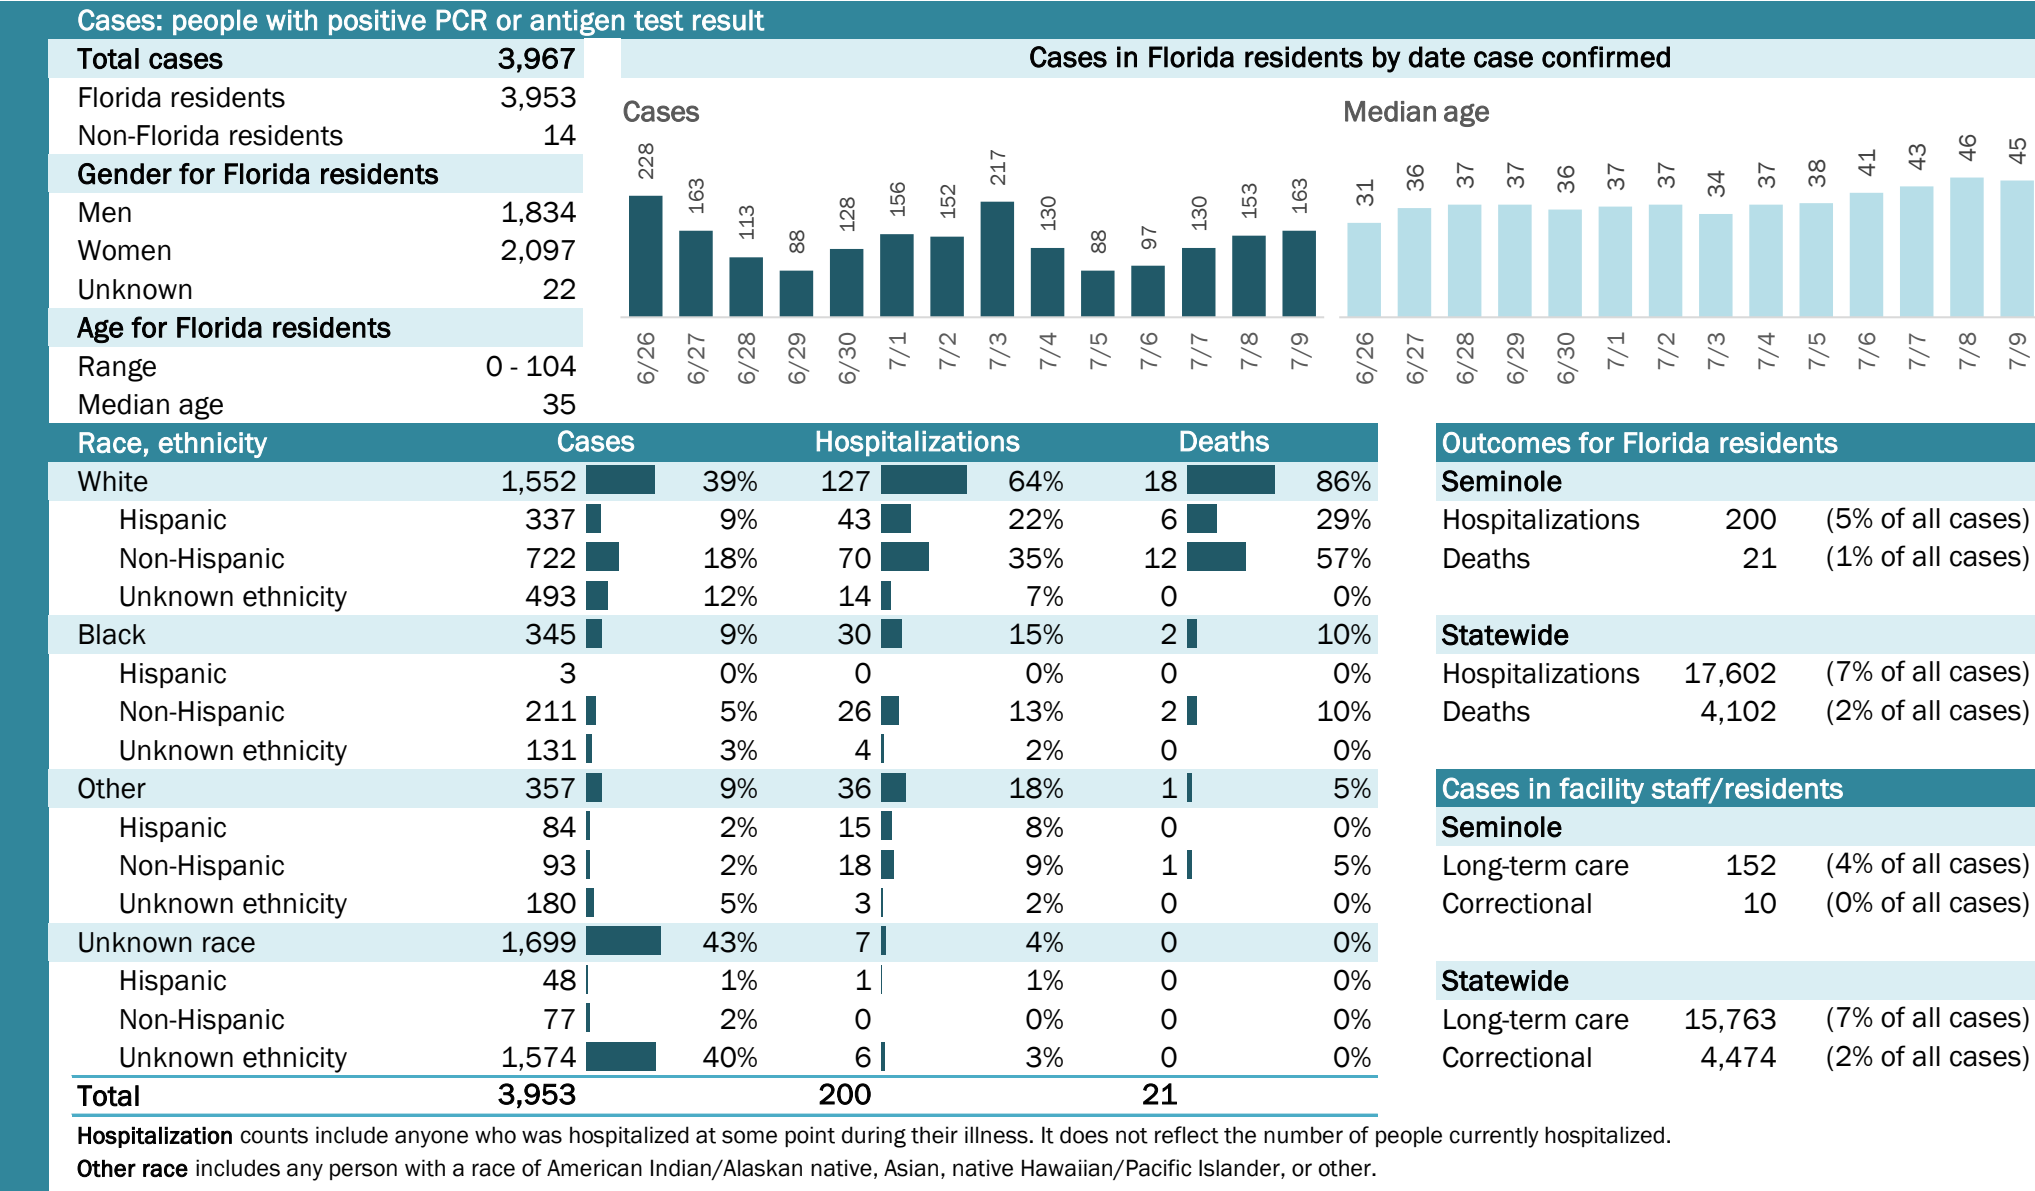 Cases: people with positive PCR or antigen test result
Total cases 3,967
Florida residents 3,953
Non-Florida residents 14
Gender for Florida residents
Men 1,834
Women 2,097
Unknown 22
Age for Florida residents
Range 0 - 104
Median age 35
Cases in Florida residents by date case confirmed
Cases
228 163 113 88 128 156 152 217 130 88 97 130 153 163
6/26 6/27 6/28 6/29 6/30 7/1 7/2 7/3 7/4 7/5 7/6 7/7 7/8 7/9
Median age
31 36 37 37 36 37 37 34 37 38 41 43 46 45
6/26 6/27 6/28 6/29 6/30 7/1 7/2 7/3 7/4 7/5 7/6 7/7 7/8 7/9
Race, ethnicity Cases Hospitalizations Deaths
White 1,552 39% 127 64% 18 86%
Hispanic 337 9% 43 22% 6 29%
Non-Hispanic 722 18% 70 35% 12 57%
Unknown ethnicity 493 12% 14 7% 0 0%
Black 345 9% 30 15% 2 10%
Hispanic 3 0% 0 0% 0 0%
Non-Hispanic 211 5% 26 13% 2 10%
Unknown ethnicity 131 3% 4 2% 0 0%
Other 357 9% 36 18% 1 5%
Hispanic 84 2% 15 8% 0 0%
Non-Hispanic 93 2% 18 9% 1 5%
Unknown ethnicity 180 5% 3 2% 0 0%
Unknown race 1,699 43% 7 4% 0 0%
Hispanic 48 1% 1 1% 0 0%
Non-Hispanic 77 2% 0 0% 0 0%
Unknown ethnicity 1,574 40% 6 3% 0 0%
Total 3,953 200 21
Outcomes for Florida residents
Seminole
Hospitalizations 200 (5% of all cases)
Deaths 21 (1% of all cases)
Statewide
Hospitalizations 17,602 (7% of all cases)
Deaths 4,102 (2% of all cases)
Cases in facility staff/residents
Seminole
Long-term care 152 (4% of all cases)
Correctional 10 (0% of all cases)
Statewide
Long-term care 15,763 (7% of all cases)
Correctional 4,474 (2% of all cases)
Hospitalization counts include anyone who was hospitalized at some point during their illness. It does not reflect the number of people currently hospitalized.
Other race includes any person with a race of American Indian/Alaskan native, Asian, native Hawaiian/Pacific Islander, or other.